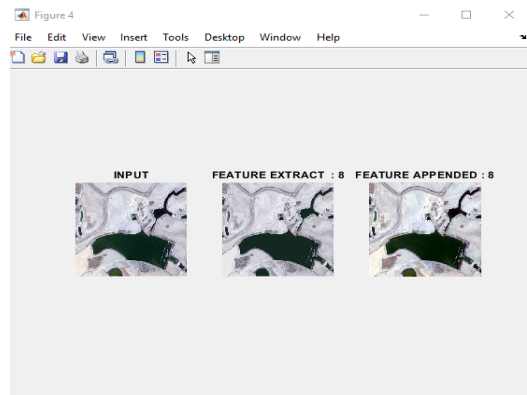 Figure 4
File Edit View Insert Tools Desktop Window Help
INPUT
FEATURE EXTRACT : 8
FEATURE APPENDED : 8